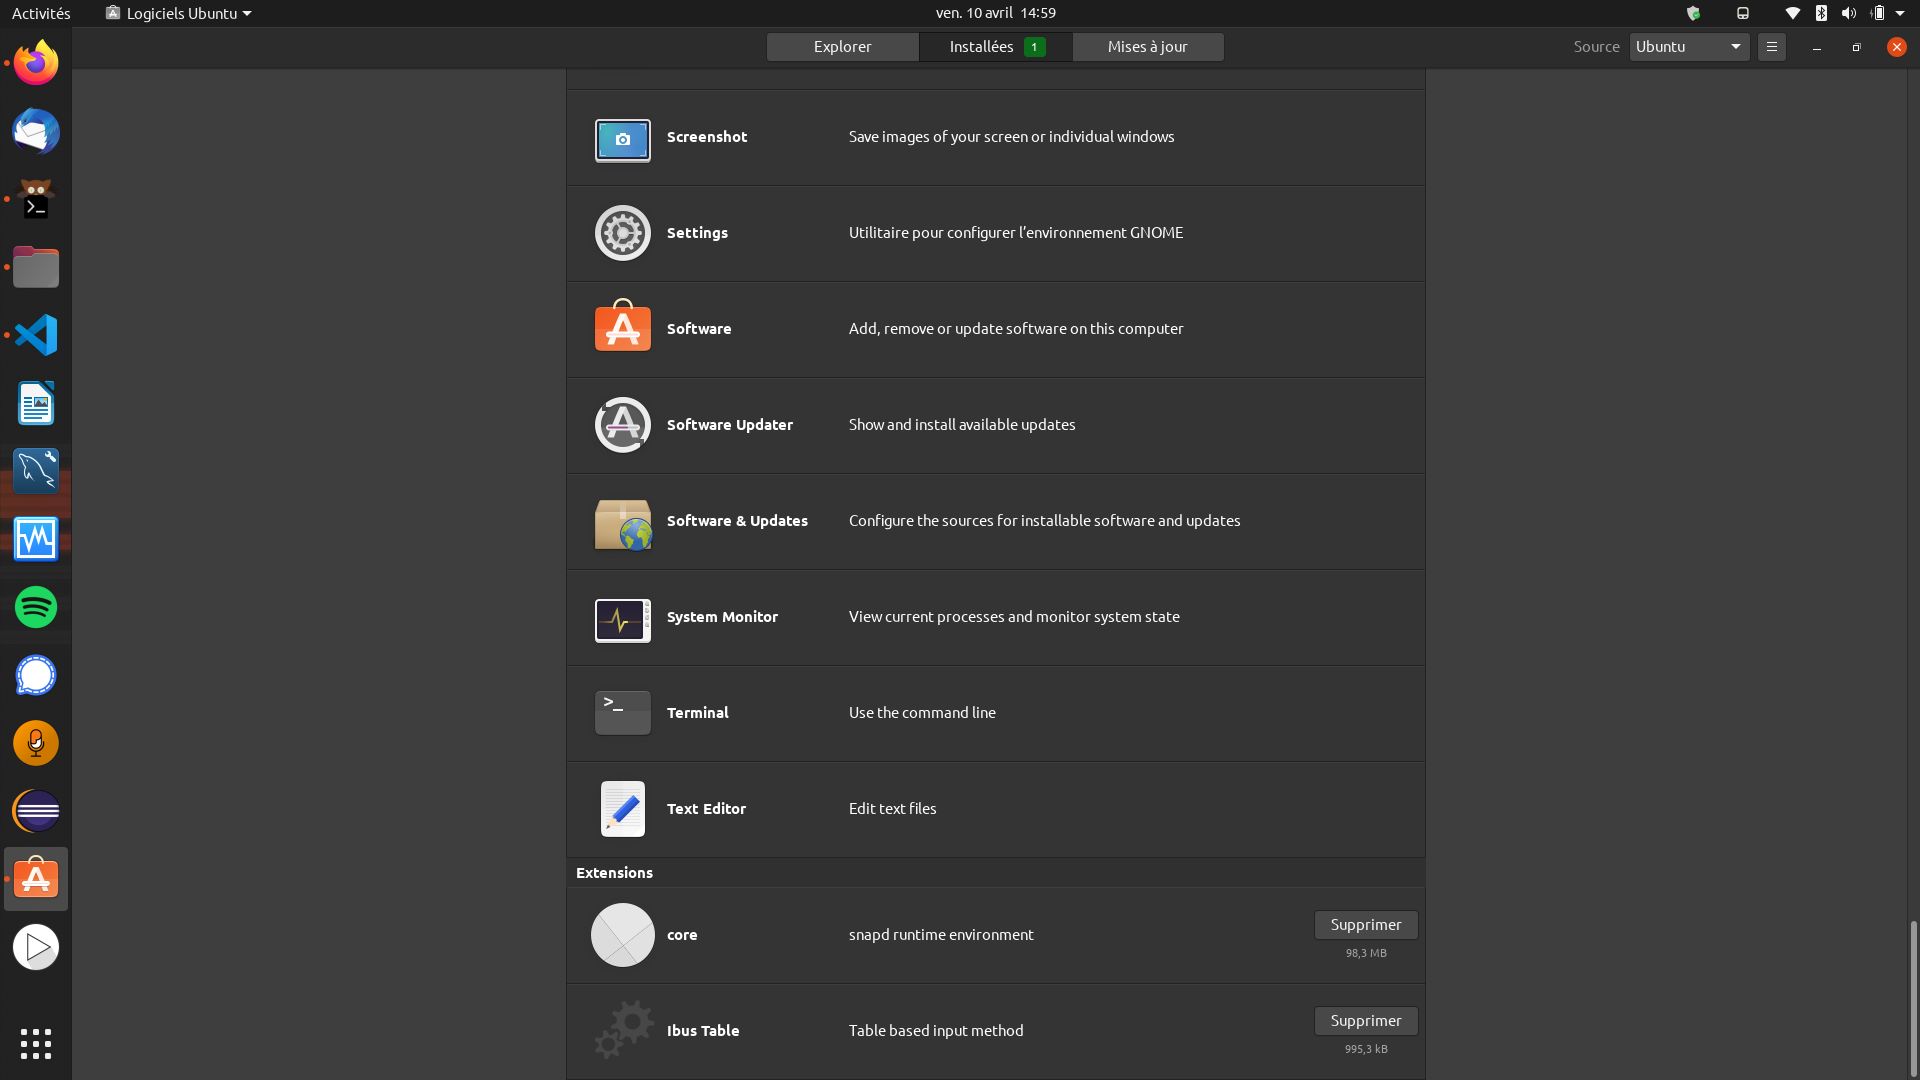 Activités
Logiciels Ubuntu
ven. 10 avril 14:59
Explorer
Installées 1
Mises à jour
Source
Ubuntu
Screenshot
Save images of your screen or individual windows
Settings
Utilitaire pour configurer l’environnement GNOME
Software
Add, remove or update software on this computer
Software Updater
Show and install available updates
Software & Updates
Configure the sources for installable software and updates
System Monitor
View current processes and monitor system state
>_
Terminal
Use the command line
Text Editor
Edit text files
Extensions
core
snapd runtime environment
Supprimer
98,3 MB
Ibus Table
Table based input method
Supprimer
995,3 kB